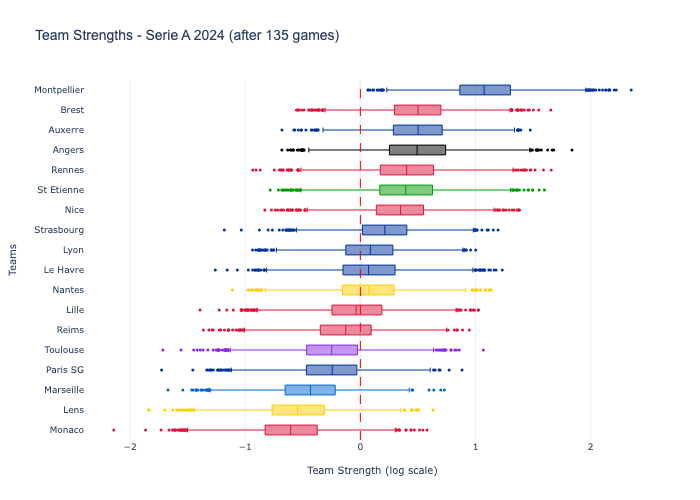 Team Strengths - Serie A 2024 (after 135 games)
Montpellier
Brest
Auxerre
Angers
Rennes
St Etienne
Nice
Strasbourg
Lyon
Le Havre
Nantes
Lille
Reims
Toulouse
Paris SG
Marseille
Lens
Monaco
Teams
−2
−1
0
1
2
Team Strength (log scale)